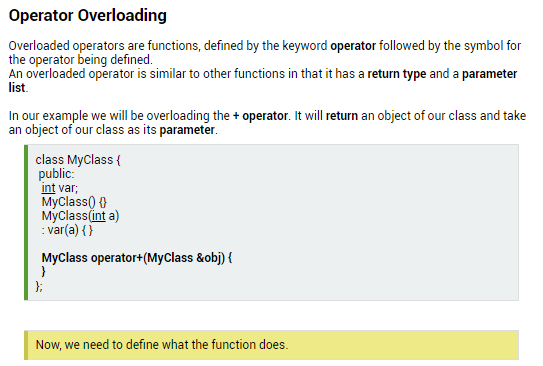 Operator Overloading
Overloaded operators are functions, defined by the keyword operator followed by the symbol for
the operator being defined.
An overloaded operator is similar to other functions in that it has a return type and a parameter
list.
In our example we will be overloading the + operator. It will return an object of our class and take
an object of our class as its parameter.
class MyClass {
public:
int var;
MyClass() {}
MyClass(int a)
: var(a) { }
MyClass operator+(MyClass &obj) {
}
};
Now, we need to define what the function does.